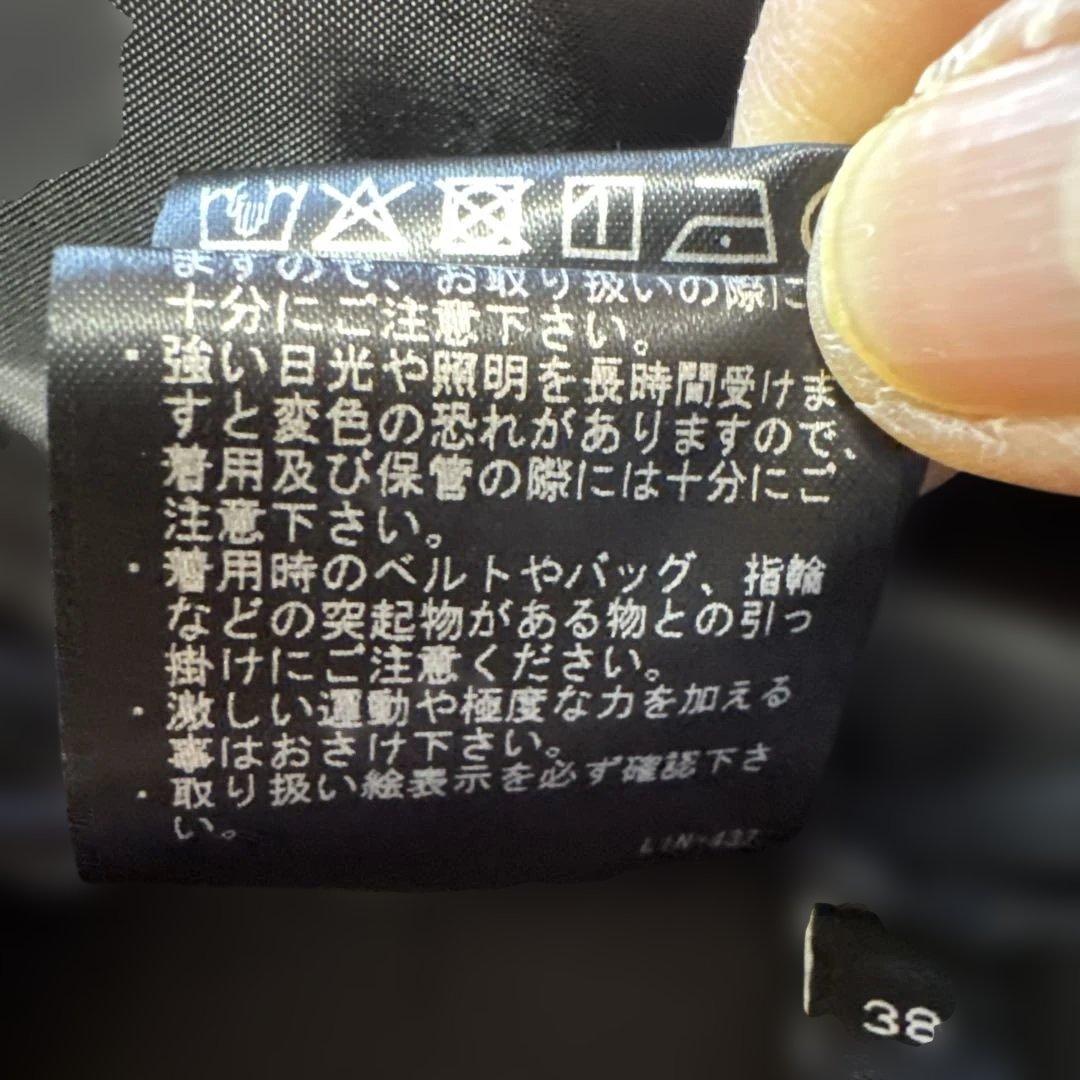 ますので、お取り扱いの際に
十分にご注意下さい。
・強い日光や照明を長時間受けま
すと変色の恐れがありますので、
着用及び保管の際には十分にご
注意下さい。
・着用時のベルトやバッグ、指輪
などの突起物がある物との引っ
掛けにご注意ください。
・激しい運動や極度な力を加える
事はおさけ下さい。
・取り扱い絵表示を必ず確認下さ
い。
LIN-437
38